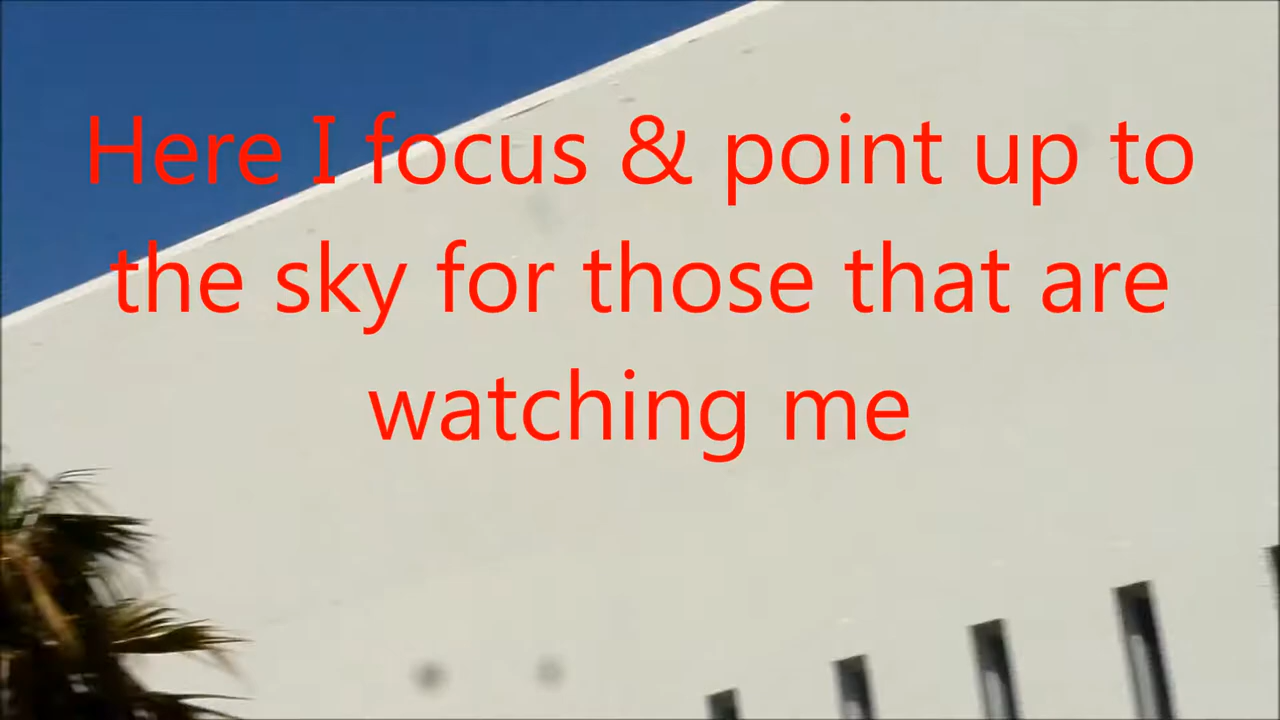 Here I focus & point up to
the sky for those that are
watching me